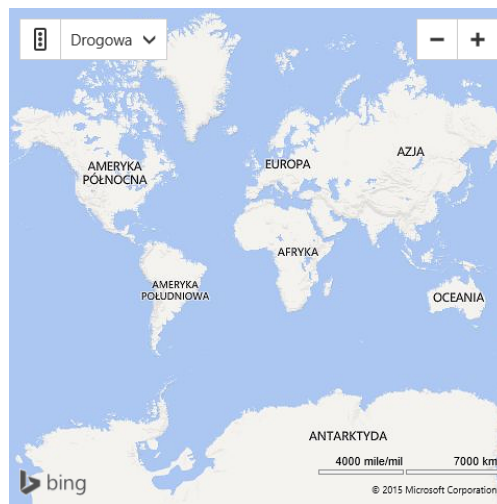 Drogowa
AMERYKA
PÓŁNOCNA
EUROPA
AZJA
AFRYKA
AMERYKA
POŁUDNIOWA
OCEANIA
ANTARKTYDA
4000 mile/mil
7000 km
bing
© 2015 Microsoft Corporation